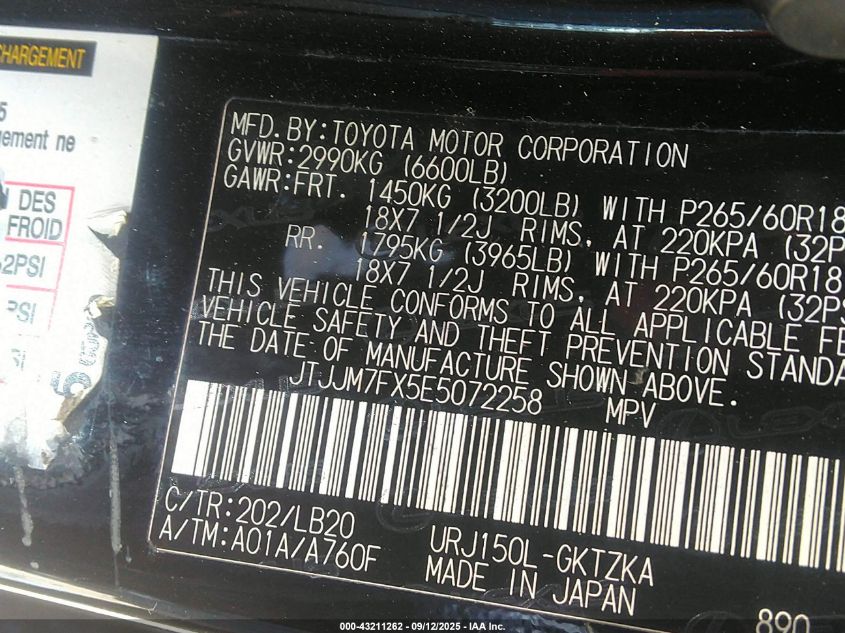 CHARGEMENT
5
gement ne
DES
FROID
2PSI
PSI
MFD.BY:TOYOTA MOTOR CORPORATION
GVWR:2990KG (6600LB)
GAWR:FRT. 1450KG (3200LB) WITH P265/60R18
18X7 1/2J RIMS, AT 220KPA (32P
RR. 1795KG (3965LB) WITH P265/60R18
18X7 1/2J RIMS, AT 220KPA (32PS
THIS VEHICLE CONFORMS TO ALL APPLICABLE FE
VEHICLE SAFETY AND THEFT PREVENTION STANDA
THE DATE OF MANUFACTURE SHOWN ABOVE.
JTJJM7FX5E5072258 MPV
C/TR:202/LB20
A/TM:A01A/A760F
URJ150L-GKTZKA
MADE IN JAPAN
890
000-43211262 - 09/12/2025 - IAA Inc.